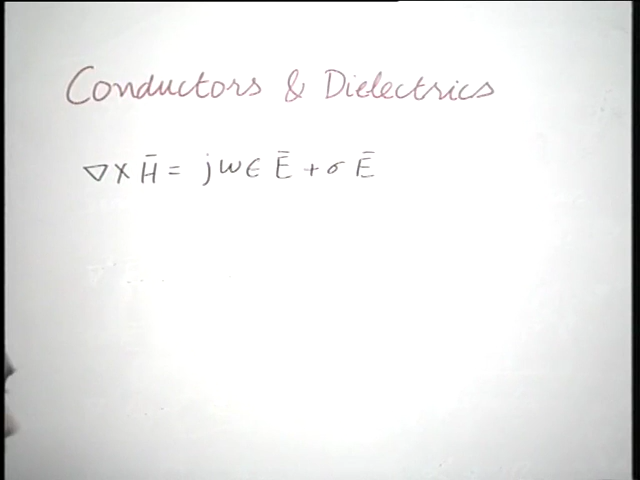 Conductors & Dielectrics
∇ X H̄ = jωϵ Ē + σ Ē